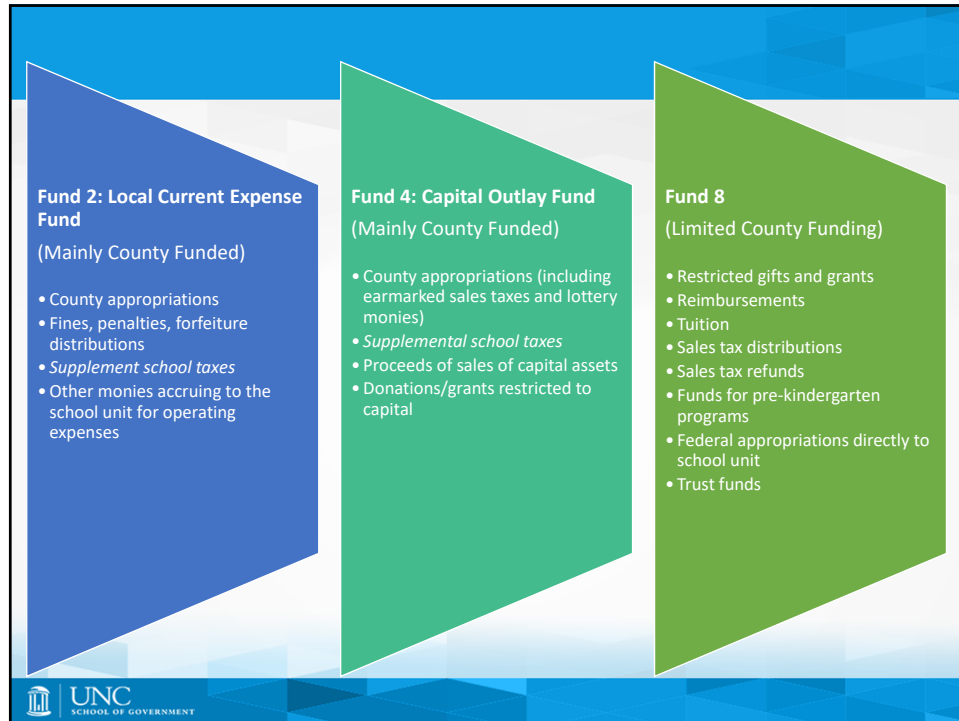 Fund 2: Local Current Expense
Fund
(Mainly County Funded)
• County appropriations
• Fines, penalties, forfeiture
distributions
• Supplement school taxes
• Other monies accruing to the
school unit for operating
expenses
Fund 4: Capital Outlay Fund
(Mainly County Funded)
• County appropriations (including
earmarked sales taxes and lottery
monies)
• Supplemental school taxes
• Proceeds of sales of capital assets
• Donations/grants restricted to
capital
Fund 8
(Limited County Funding)
• Restricted gifts and grants
• Reimbursements
• Tuition
• Sales tax distributions
• Sales tax refunds
• Funds for pre-kindergarten
programs
• Federal appropriations directly to
school unit
• Trust funds
UNC
SCHOOL OF GOVERNMENT